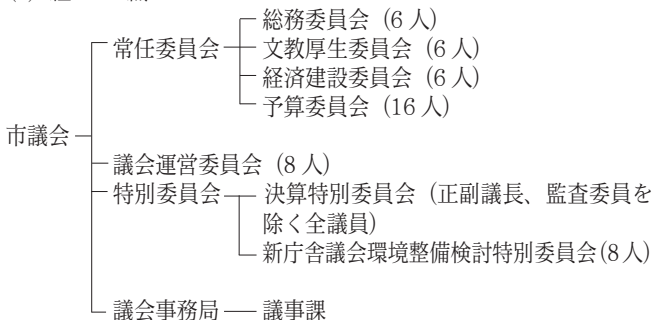 総務委員会 (6 人)
常任委員会 文教厚生委員会 (6 人)
経済建設委員会 (6 人)
予算委員会 (16 人)
市議会
議会運営委員会 (8 人)
特別委員会 決算特別委員会 (正副議長、監査委員を
除く全議員)
新庁舎議会環境整備検討特別委員会(8 人)
議会事務局 議事課